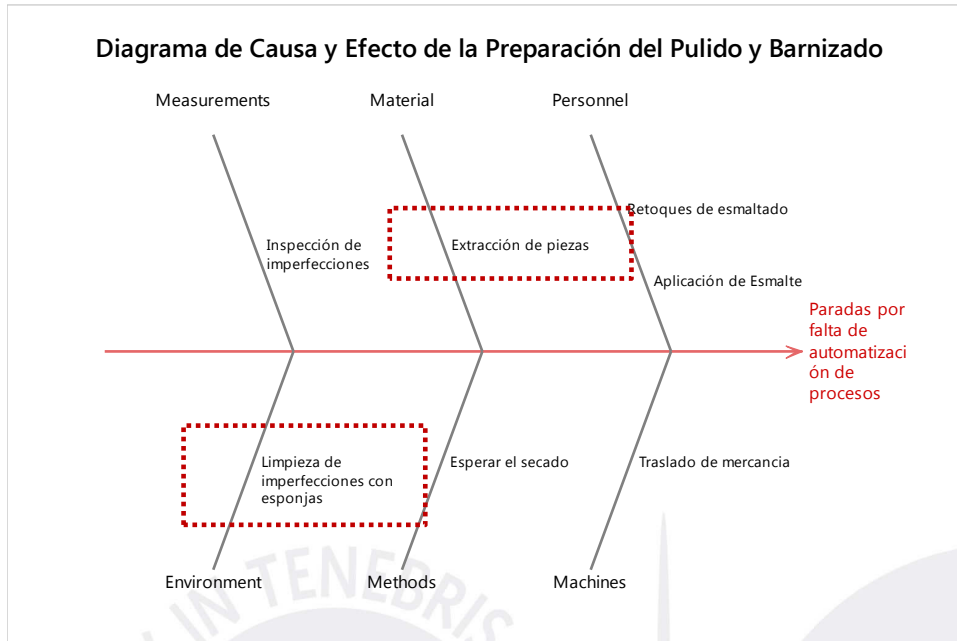 Diagrama de Causa y Efecto de la Preparación del Pulido y Barnizado
Measurements
Material
Personnel
Retoques de esmaltado
Inspección de
imperfecciones
Extracción de piezas
Aplicación de Esmalte
Paradas por
falta de
automatizaci
ón de
procesos
Limpieza de
imperfecciones con
esponjas
Esperar el secado
Traslado de mercancia
Environment
Methods
Machines
IN TENEBRIS